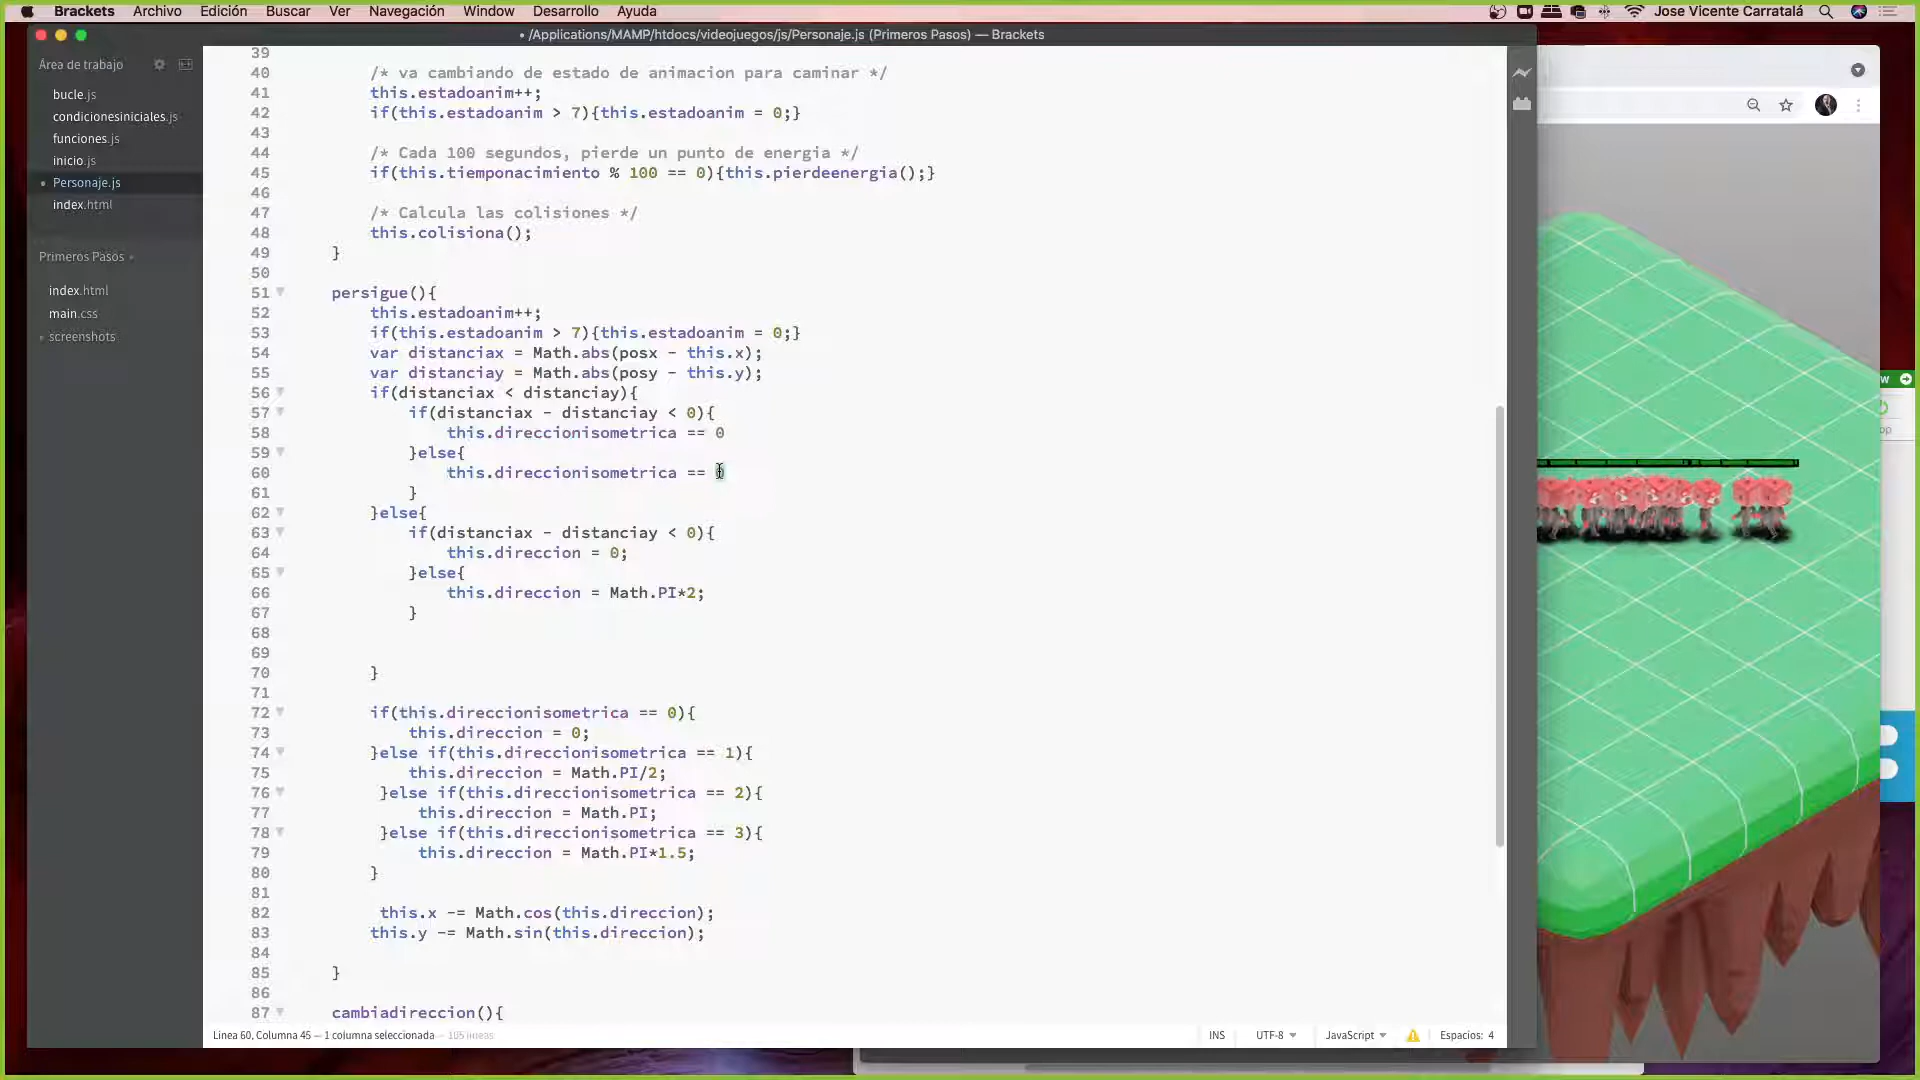 Brackets Archivo Edición Buscar Ver Navegación Window Desarrollo Ayuda Jose Vicente Carratalá
• /Applications/MAMP/htdocs/videojuegos/js/Personaje.js (Primeros Pasos) — Brackets
Área de trabajo
bucle.js
condicionesiniciales.js
funciones.js
inicio.js
Personaje.js
index.html
Primeros Pasos
index.html
main.css
screenshots
39
40 /* va cambiando de estado de animacion para caminar */
41 this.estadoanim++;
42 if(this.estadoanim > 7){this.estadoanim = 0;}
43
44 /* Cada 100 segundos, pierde un punto de energia */
45 if(this.tiemponacimiento % 100 == 0){this.pierdeenergia();}
46
47 /* Calcula las colisiones */
48 this.colisiona();
49 }
50
51 persigue(){
52 this.estadoanim++;
53 if(this.estadoanim > 7){this.estadoanim = 0;}
54 var distanciax = Math.abs(posx - this.x);
55 var distanciay = Math.abs(posy - this.y);
56 if(distanciax < distanciay){
57 if(distanciax - distanciay < 0){
58 this.direccionisometrica == 0
59 }else{
60 this.direccionisometrica == 0
61 }
62 }else{
63 if(distanciax - distanciay < 0){
64 this.direccion = 0;
65 }else{
66 this.direccion = Math.PI*2;
67 }
68
69
70 }
71
72 if(this.direccionisometrica == 0){
73 this.direccion = 0;
74 }else if(this.direccionisometrica == 1){
75 this.direccion = Math.PI/2;
76 }else if(this.direccionisometrica == 2){
77 this.direccion = Math.PI;
78 }else if(this.direccionisometrica == 3){
79 this.direccion = Math.PI*1.5;
80 }
81
82 this.x -= Math.cos(this.direccion);
83 this.y -= Math.sin(this.direccion);
84
85 }
86
87 cambiadireccion(){
Línea 60, Columna 45 — 1 columna seleccionada — 195 líneas INS UTF-8 JavaScript Espacios: 4